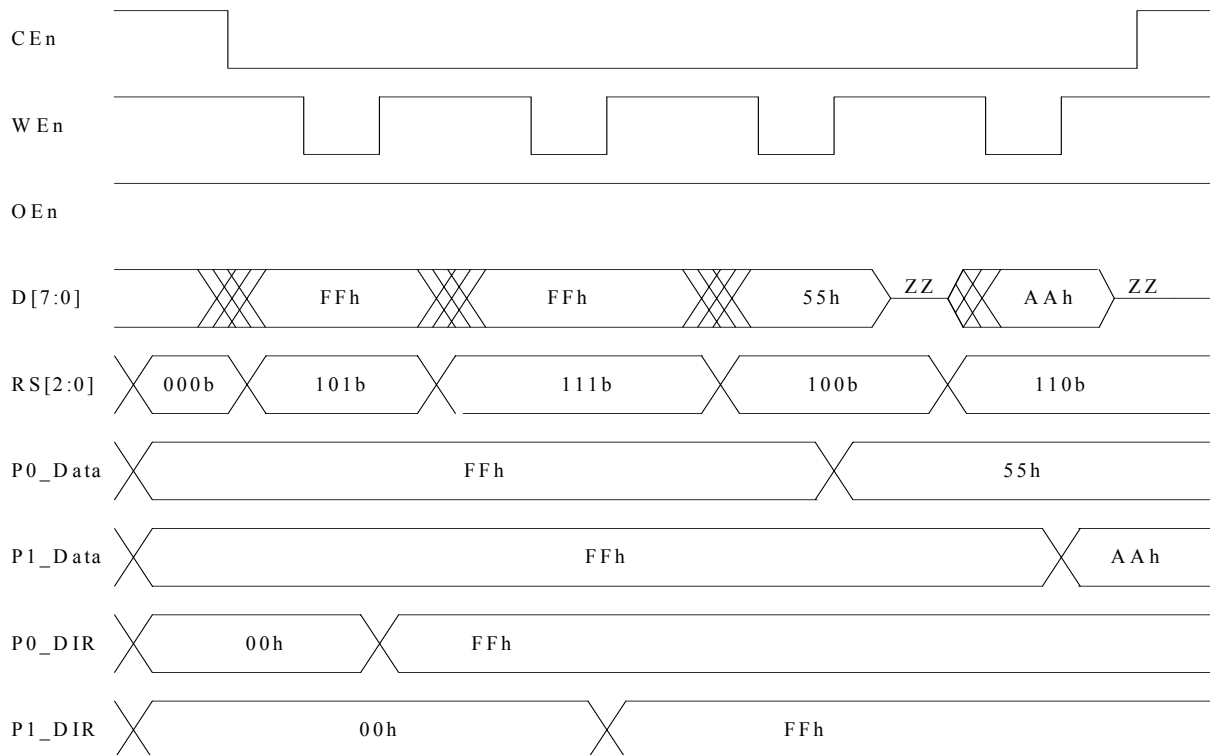 CEn
WEn
OEn
D[7:0] FFh FFh 55h ZZ AAh ZZ
RS[2:0] 000b 101b 111b 100b 110b
P0_Data FFh 55h
P1_Data FFh AAh
P0_DIR 00h FFh
P1_DIR 00h FFh